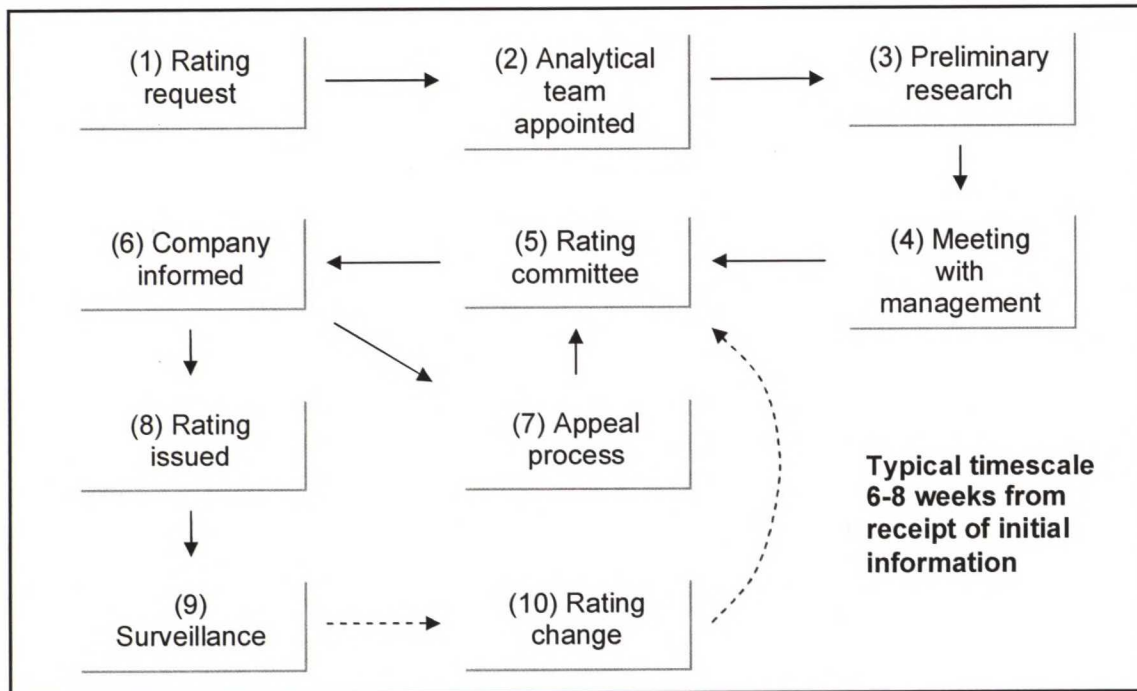 (1) Rating
request
(2) Analytical
team
appointed
(3) Preliminary
research
(6) Company
informed
(5) Rating
committee
(4) Meeting
with
management
(8) Rating
issued
(7) Appeal
process
Typical timescale
6-8 weeks from
receipt of initial
information
(9)
Surveillance
(10) Rating
change